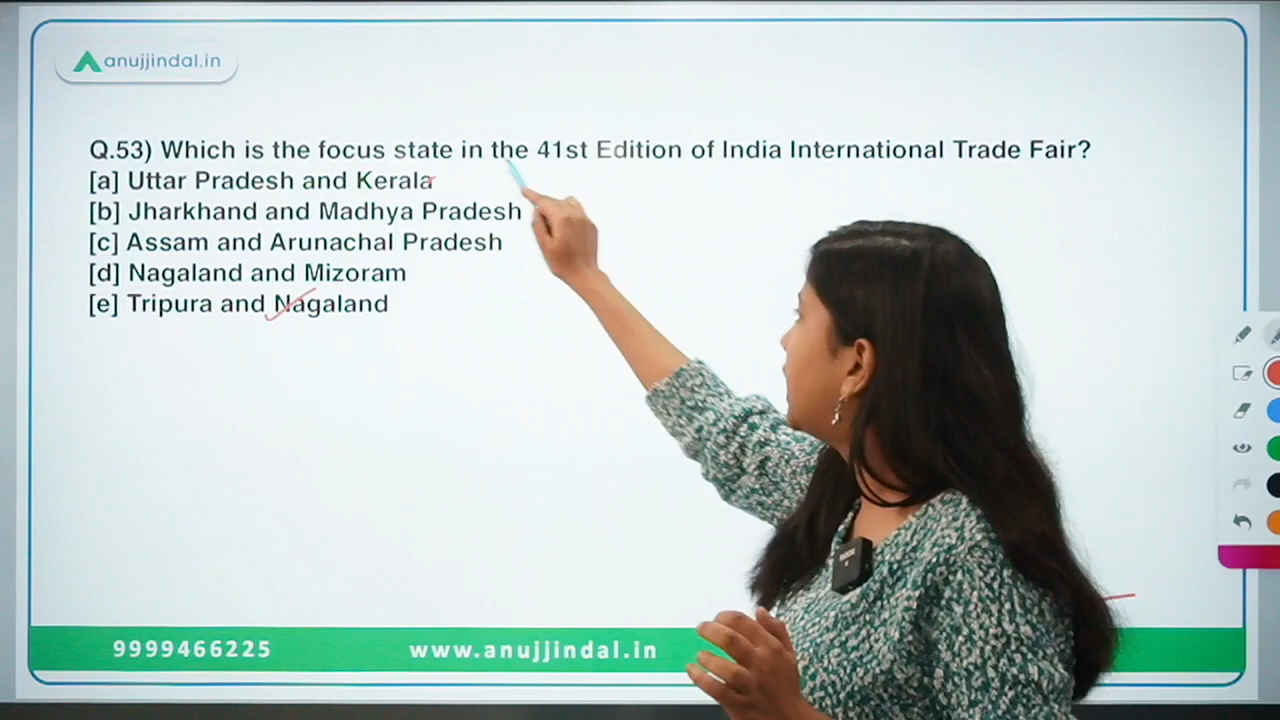 anujjindal.in
Q.53) Which is the focus state in the 41st Edition of India International Trade Fair?
[a] Uttar Pradesh and Kerala
[b] Jharkhand and Madhya Pradesh
[c] Assam and Arunachal Pradesh
[d] Nagaland and Mizoram
[e] Tripura and Nagaland
9999466225
www.anujjindal.in